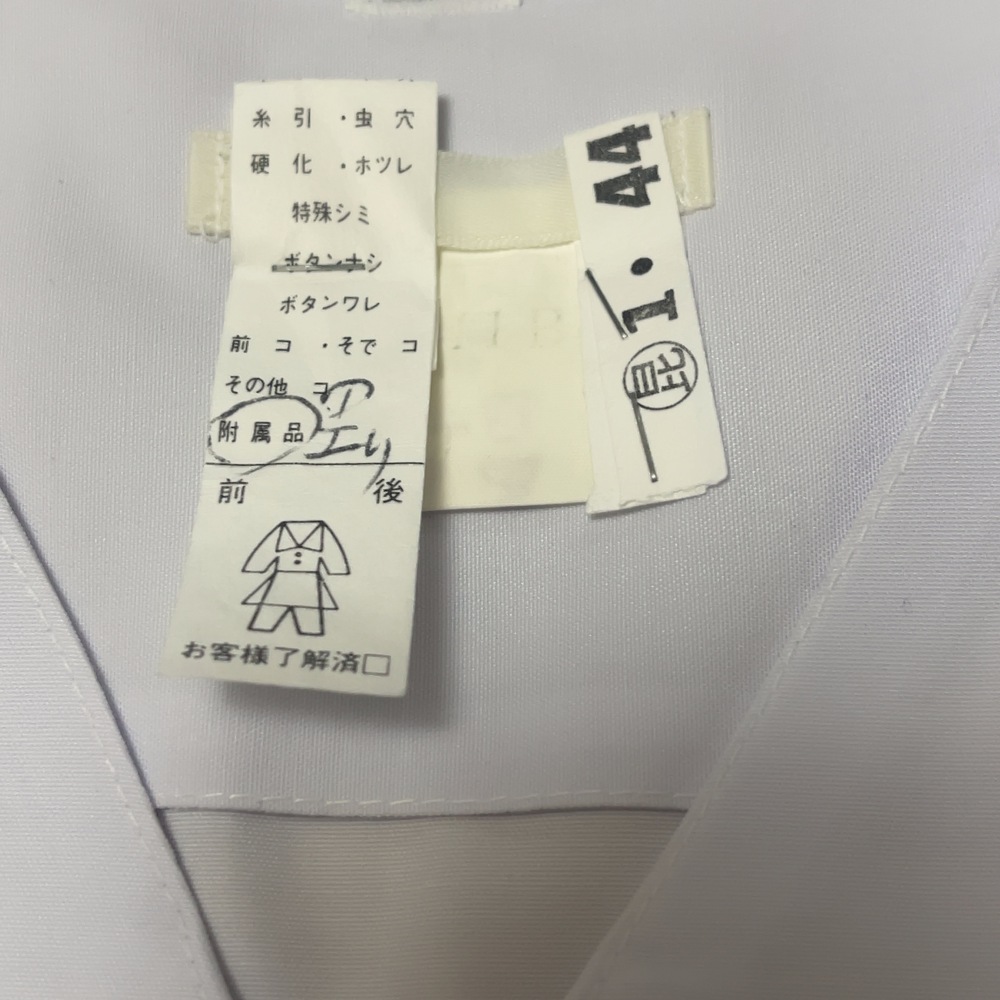 糸 引 ・虫 穴
硬 化 ・ホツレ
特殊シミ
ボタンナシ
ボタンワレ
前 コ ・そで コ
その他 コ
附属品 エリ
前 後
お客様了解済□
1・44